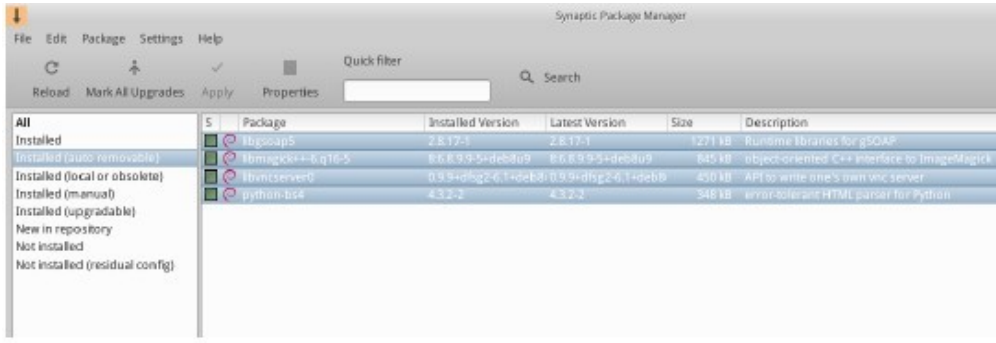 Synaptic Package Manager
File Edit Package Settings Help
Quick filter
Search
Reload Mark All Upgrades Apply Properties
All
S Package Installed Version Latest Version Size Description
Installed
libgsoap5 2.8.17-1 2.8.17-1 1271 kB Runtime libraries for gSOAP
Installed (auto removable)
libmagick++-6.q16-5 8:6.8.9.9-5+deb8u9 8:6.8.9.9-5+deb8u9 845 kB object-oriented C++ interface to ImageMagick
Installed (local or obsolete)
libvncserver0 0.9.9+dfsg2-6.1+deb8 0.9.9+dfsg2-6.1+deb8 450 kB API to write one's own vnc server
Installed (manual)
python-bs4 4.3.2-2 4.3.2-2 348 kB error-tolerant HTML parser for Python
Installed (upgradable)
New in repository
Not installed
Not installed (residual config)